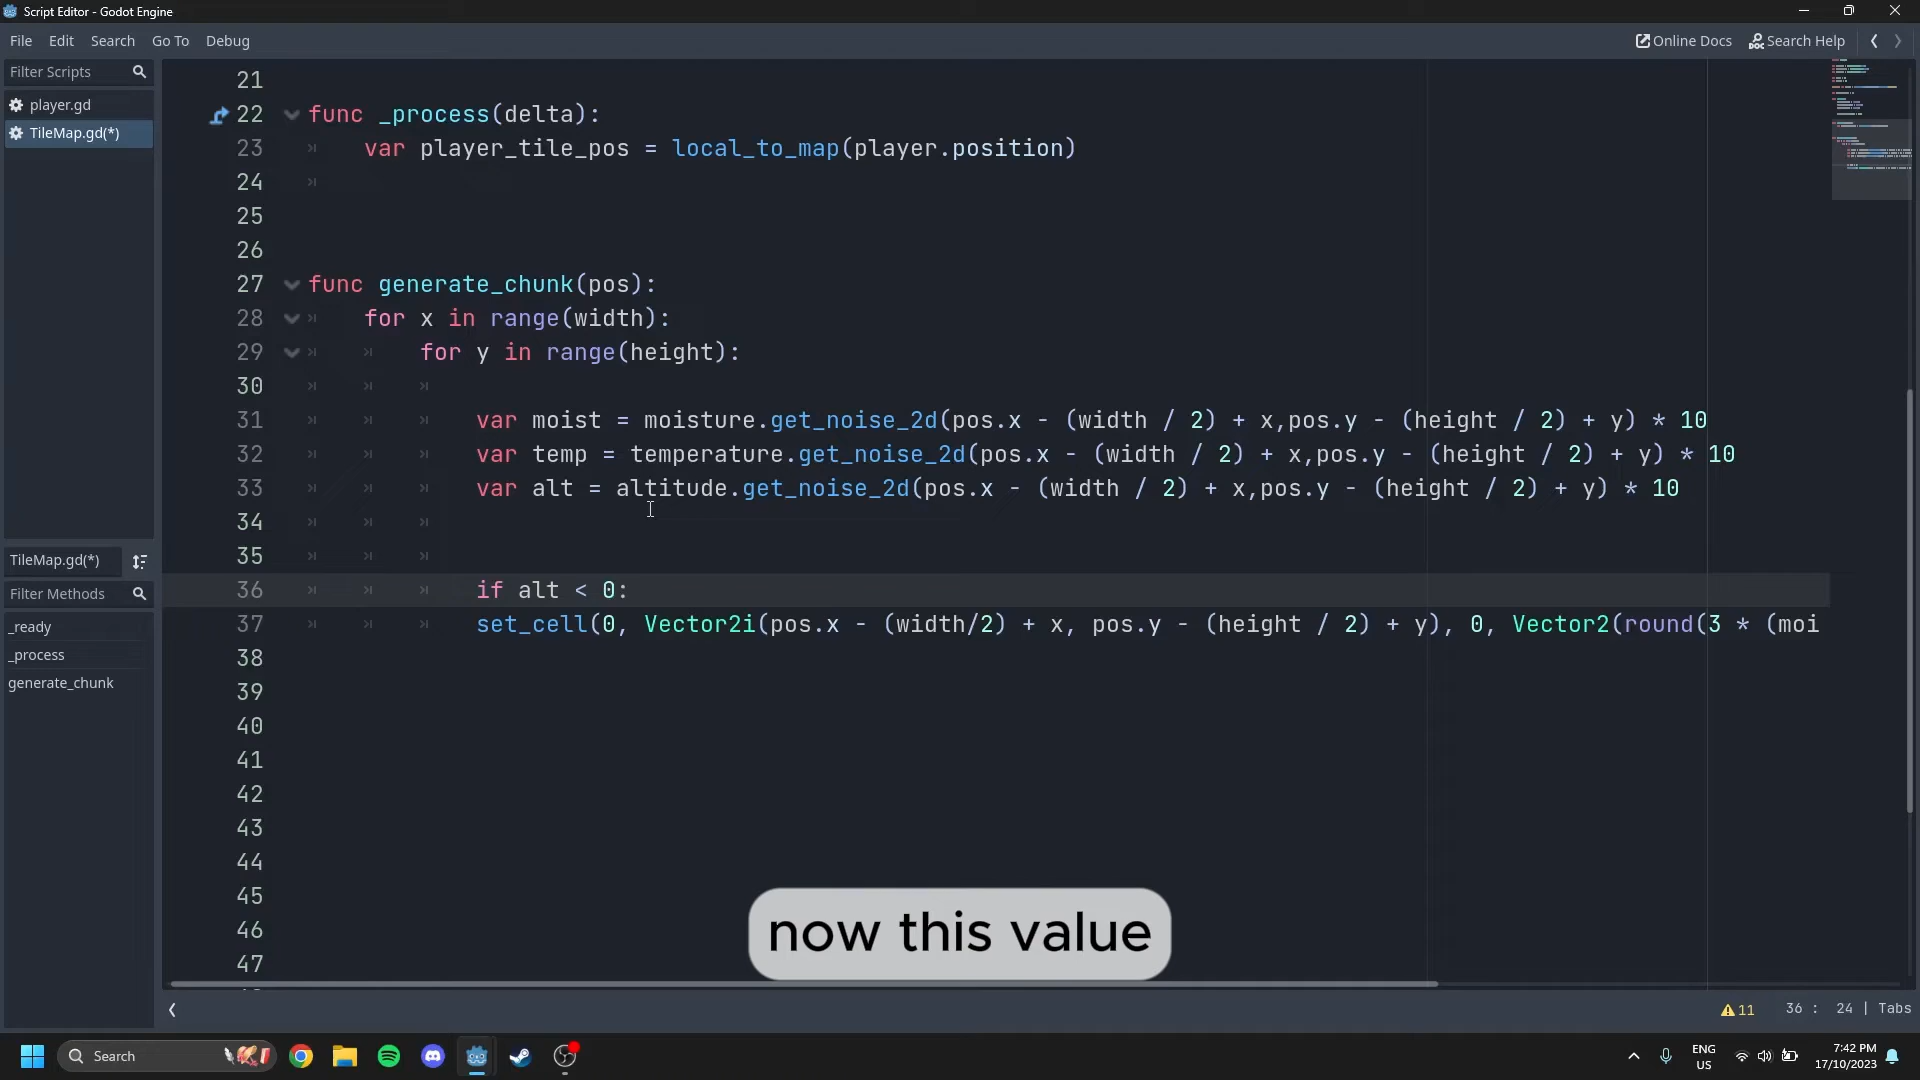 Script Editor - Godot Engine
File Edit Search Go To Debug
Online Docs Search Help
Filter Scripts
player.gd
TileMap.gd(*)
TileMap.gd(*)
Filter Methods
_ready
_process
generate_chunk
21
22 func _process(delta):
23 var player_tile_pos = local_to_map(player.position)
24
25
26
27 func generate_chunk(pos):
28 for x in range(width):
29 for y in range(height):
30
31 var moist = moisture.get_noise_2d(pos.x - (width / 2) + x,pos.y - (height / 2) + y) * 10
32 var temp = temperature.get_noise_2d(pos.x - (width / 2) + x,pos.y - (height / 2) + y) * 10
33 var alt = altitude.get_noise_2d(pos.x - (width / 2) + x,pos.y - (height / 2) + y) * 10
34
35
36 if alt < 0:
37 set_cell(0, Vector2i(pos.x - (width/2) + x, pos.y - (height / 2) + y), 0, Vector2(round(3 * (moi
38
39
40
41
42
43
44
45
46
47
now this value
11 36 : 24 | Tabs
Search
ENG
US
7:42 PM
17/10/2023